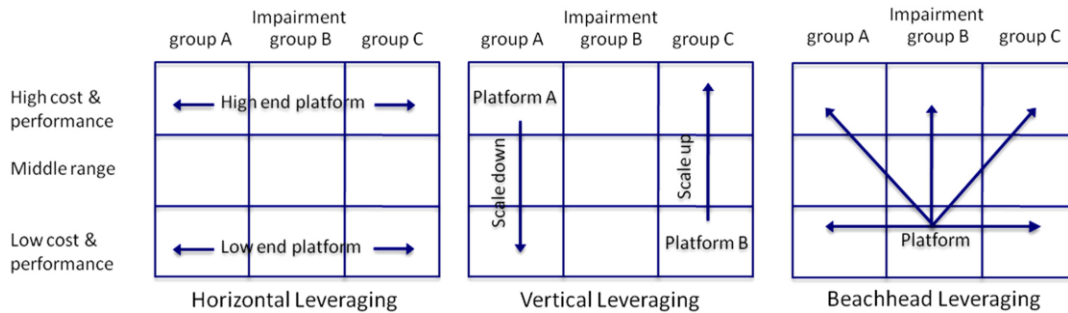 Impairment
group A group B group C
Impairment
group A group B group C
Impairment
group A group B group C
High cost &
performance
Middle range
Low cost &
performance
High end platform
Low end platform
Horizontal Leveraging
Platform A
Scale down
Scale up
Platform B
Vertical Leveraging
Platform
Beachhead Leveraging